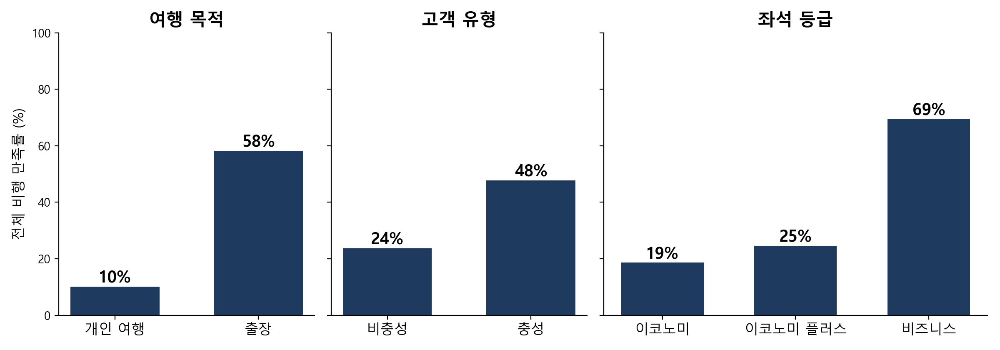 여행 목적
고객 유형
좌석 등급
전체 비행 만족률 (%)
100
80
60
40
20
0
10%
58%
개인 여행
출장
24%
48%
비충성
충성
19%
25%
69%
이코노미
이코노미 플러스
비즈니스